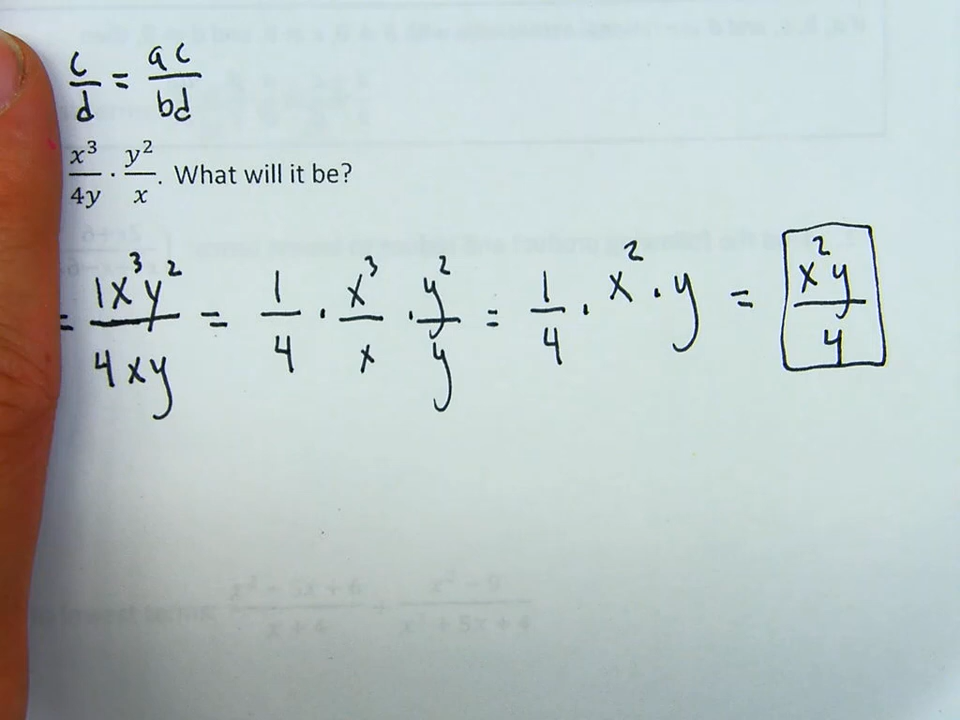 c/d = ac/bd
x³/4y · y²/x. What will it be?
= 1x³y²/4xy = 1/4 · x³/x · y²/y = 1/4 · x² · y = x²y/4